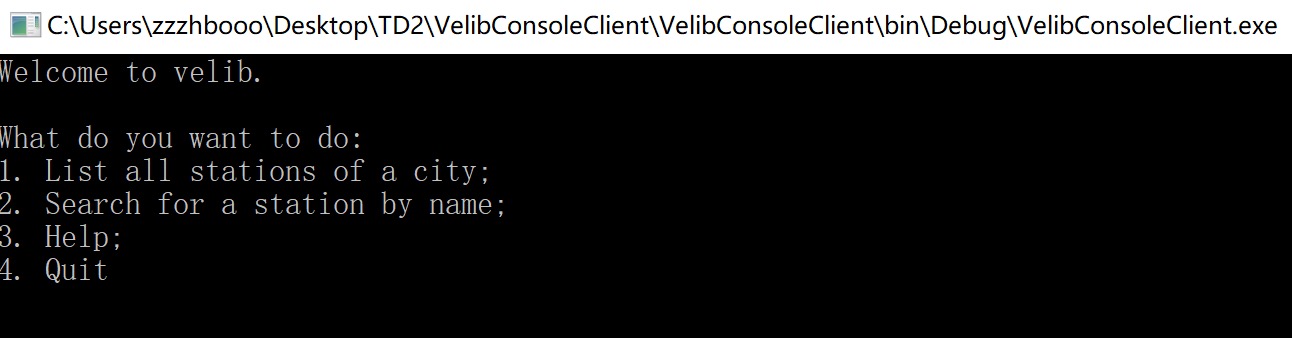 C:\Users\zzzhbooo\Desktop\TD2\VelibConsoleClient\VelibConsoleClient\bin\Debug\VelibConsoleClient.exe
Welcome to velib.
What do you want to do:
1. List all stations of a city;
2. Search for a station by name;
3. Help;
4. Quit